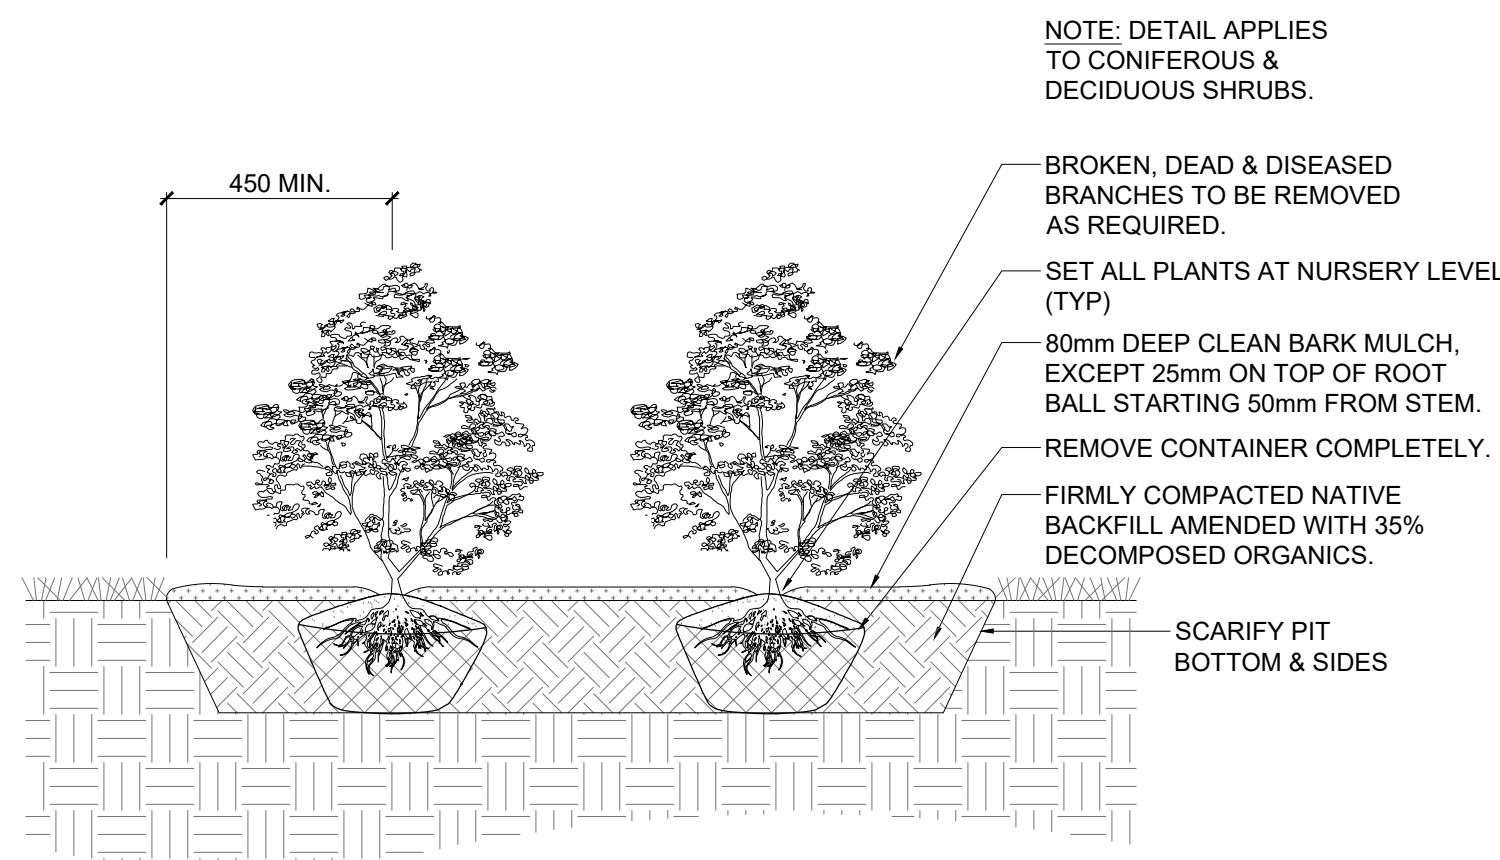 NOTE: DETAIL APPLIES
TO CONIFEROUS &
DECIDUOUS SHRUBS.
450 MIN.
BROKEN, DEAD & DISEASED
BRANCHES TO BE REMOVED
AS REQUIRED.
SET ALL PLANTS AT NURSERY LEVEL
(TYP)
80mm DEEP CLEAN BARK MULCH,
EXCEPT 25mm ON TOP OF ROOT
BALL STARTING 50mm FROM STEM.
REMOVE CONTAINER COMPLETELY.
FIRMLY COMPACTED NATIVE
BACKFILL AMENDED WITH 35%
DECOMPOSED ORGANICS.
SCARIFY PIT
BOTTOM & SIDES